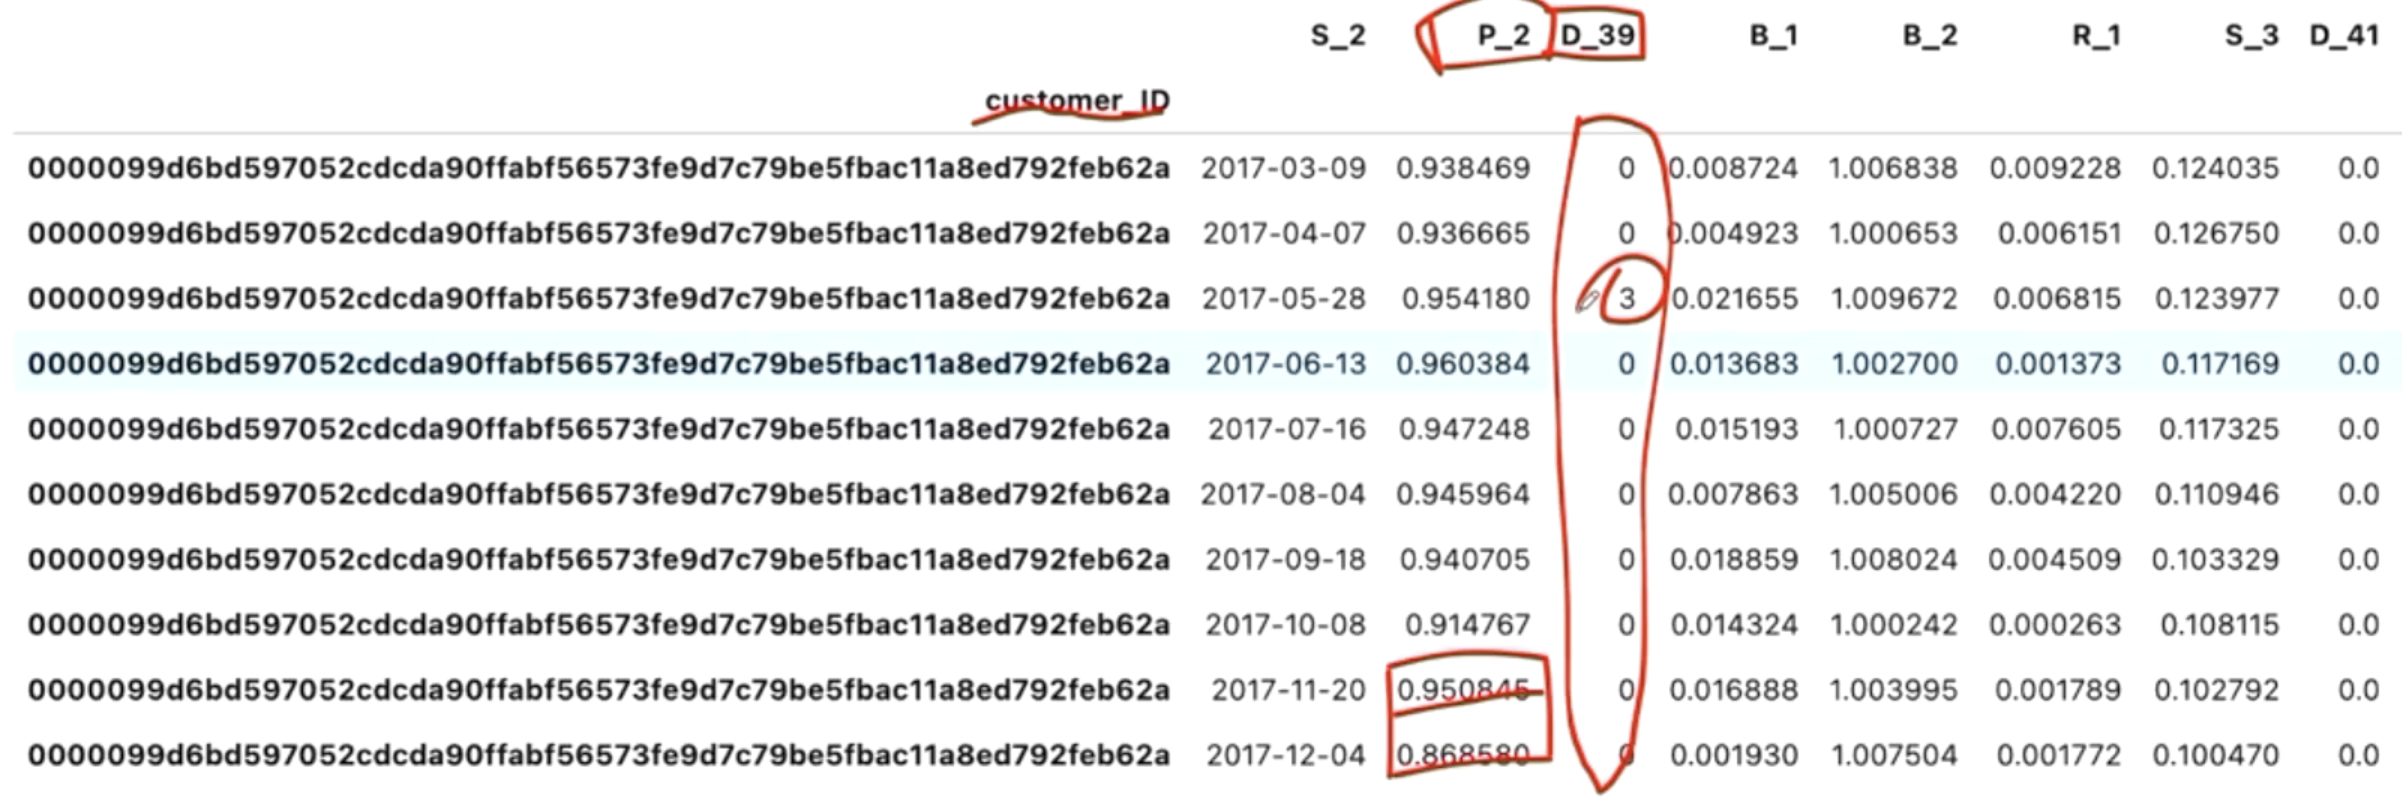 S_2 P_2 D_39 B_1 B_2 R_1 S_3 D_41
customer_ID
0000099d6bd597052cdcda90ffabf56573fe9d7c79be5fbac11a8ed792feb62a 2017-03-09 0.938469 0 0.008724 1.006838 0.009228 0.124035 0.0
0000099d6bd597052cdcda90ffabf56573fe9d7c79be5fbac11a8ed792feb62a 2017-04-07 0.936665 0 0.004923 1.000653 0.006151 0.126750 0.0
0000099d6bd597052cdcda90ffabf56573fe9d7c79be5fbac11a8ed792feb62a 2017-05-28 0.954180 3 0.021655 1.009672 0.006815 0.123977 0.0
0000099d6bd597052cdcda90ffabf56573fe9d7c79be5fbac11a8ed792feb62a 2017-06-13 0.960384 0 0.013683 1.002700 0.001373 0.117169 0.0
0000099d6bd597052cdcda90ffabf56573fe9d7c79be5fbac11a8ed792feb62a 2017-07-16 0.947248 0 0.015193 1.000727 0.007605 0.117325 0.0
0000099d6bd597052cdcda90ffabf56573fe9d7c79be5fbac11a8ed792feb62a 2017-08-04 0.945964 0 0.007863 1.005006 0.004220 0.110946 0.0
0000099d6bd597052cdcda90ffabf56573fe9d7c79be5fbac11a8ed792feb62a 2017-09-18 0.940705 0 0.018859 1.008024 0.004509 0.103329 0.0
0000099d6bd597052cdcda90ffabf56573fe9d7c79be5fbac11a8ed792feb62a 2017-10-08 0.914767 0 0.014324 1.000242 0.000263 0.108115 0.0
0000099d6bd597052cdcda90ffabf56573fe9d7c79be5fbac11a8ed792feb62a 2017-11-20 0.950845 0 0.016888 1.003995 0.001789 0.102792 0.0
0000099d6bd597052cdcda90ffabf56573fe9d7c79be5fbac11a8ed792feb62a 2017-12-04 0.868580 0 0.001930 1.007504 0.001772 0.100470 0.0